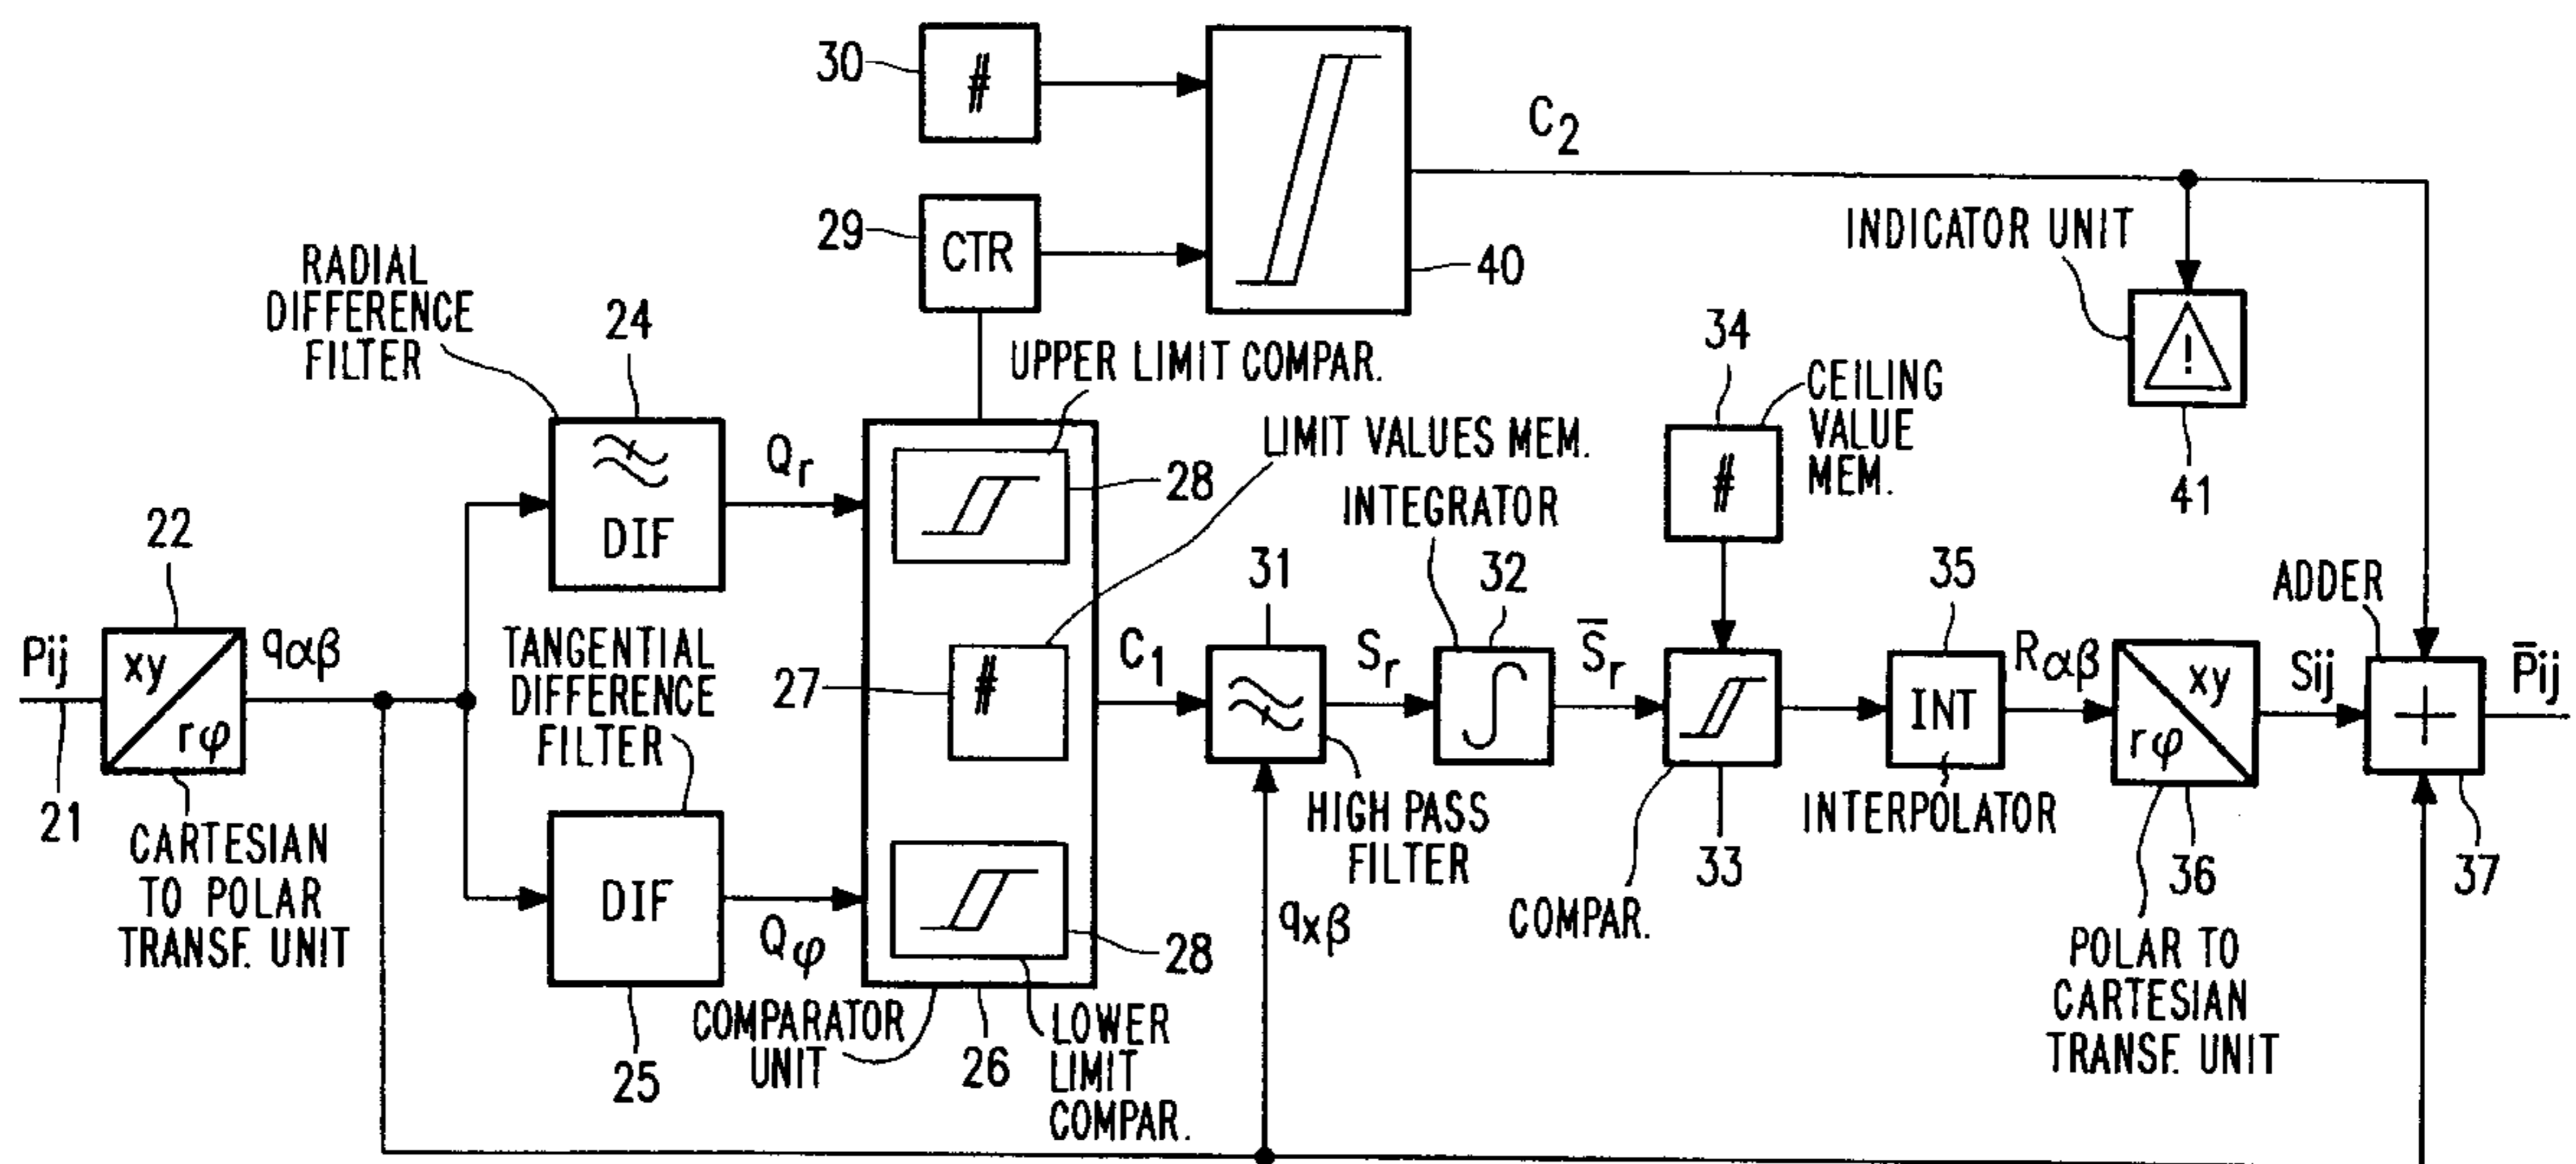 30
#
C2
29
CTR
40
INDICATOR UNIT
!
41
RADIAL
DIFFERENCE
FILTER
24
DIF
Qr
UPPER LIMIT COMPAR.
28
LIMIT VALUES MEM.
INTEGRATOR
34
#
CEILING
VALUE
MEM.
22
Pij
xy
rφ
qαβ
21
CARTESIAN
TO POLAR
TRANSF. UNIT
TANGENTIAL
DIFFERENCE
FILTER
DIF
25
Qφ
27
#
28
COMPARATOR
UNIT
26
LOWER
LIMIT
COMPAR.
C1
31
Sr
32
S̄r
HIGH PASS
FILTER
qxβ
33
COMPAR.
35
INT
INTERPOLATOR
Rαβ
xy
rφ
36
POLAR TO
CARTESIAN
TRANSF. UNIT
Sij
ADDER
+
37
P̄ij